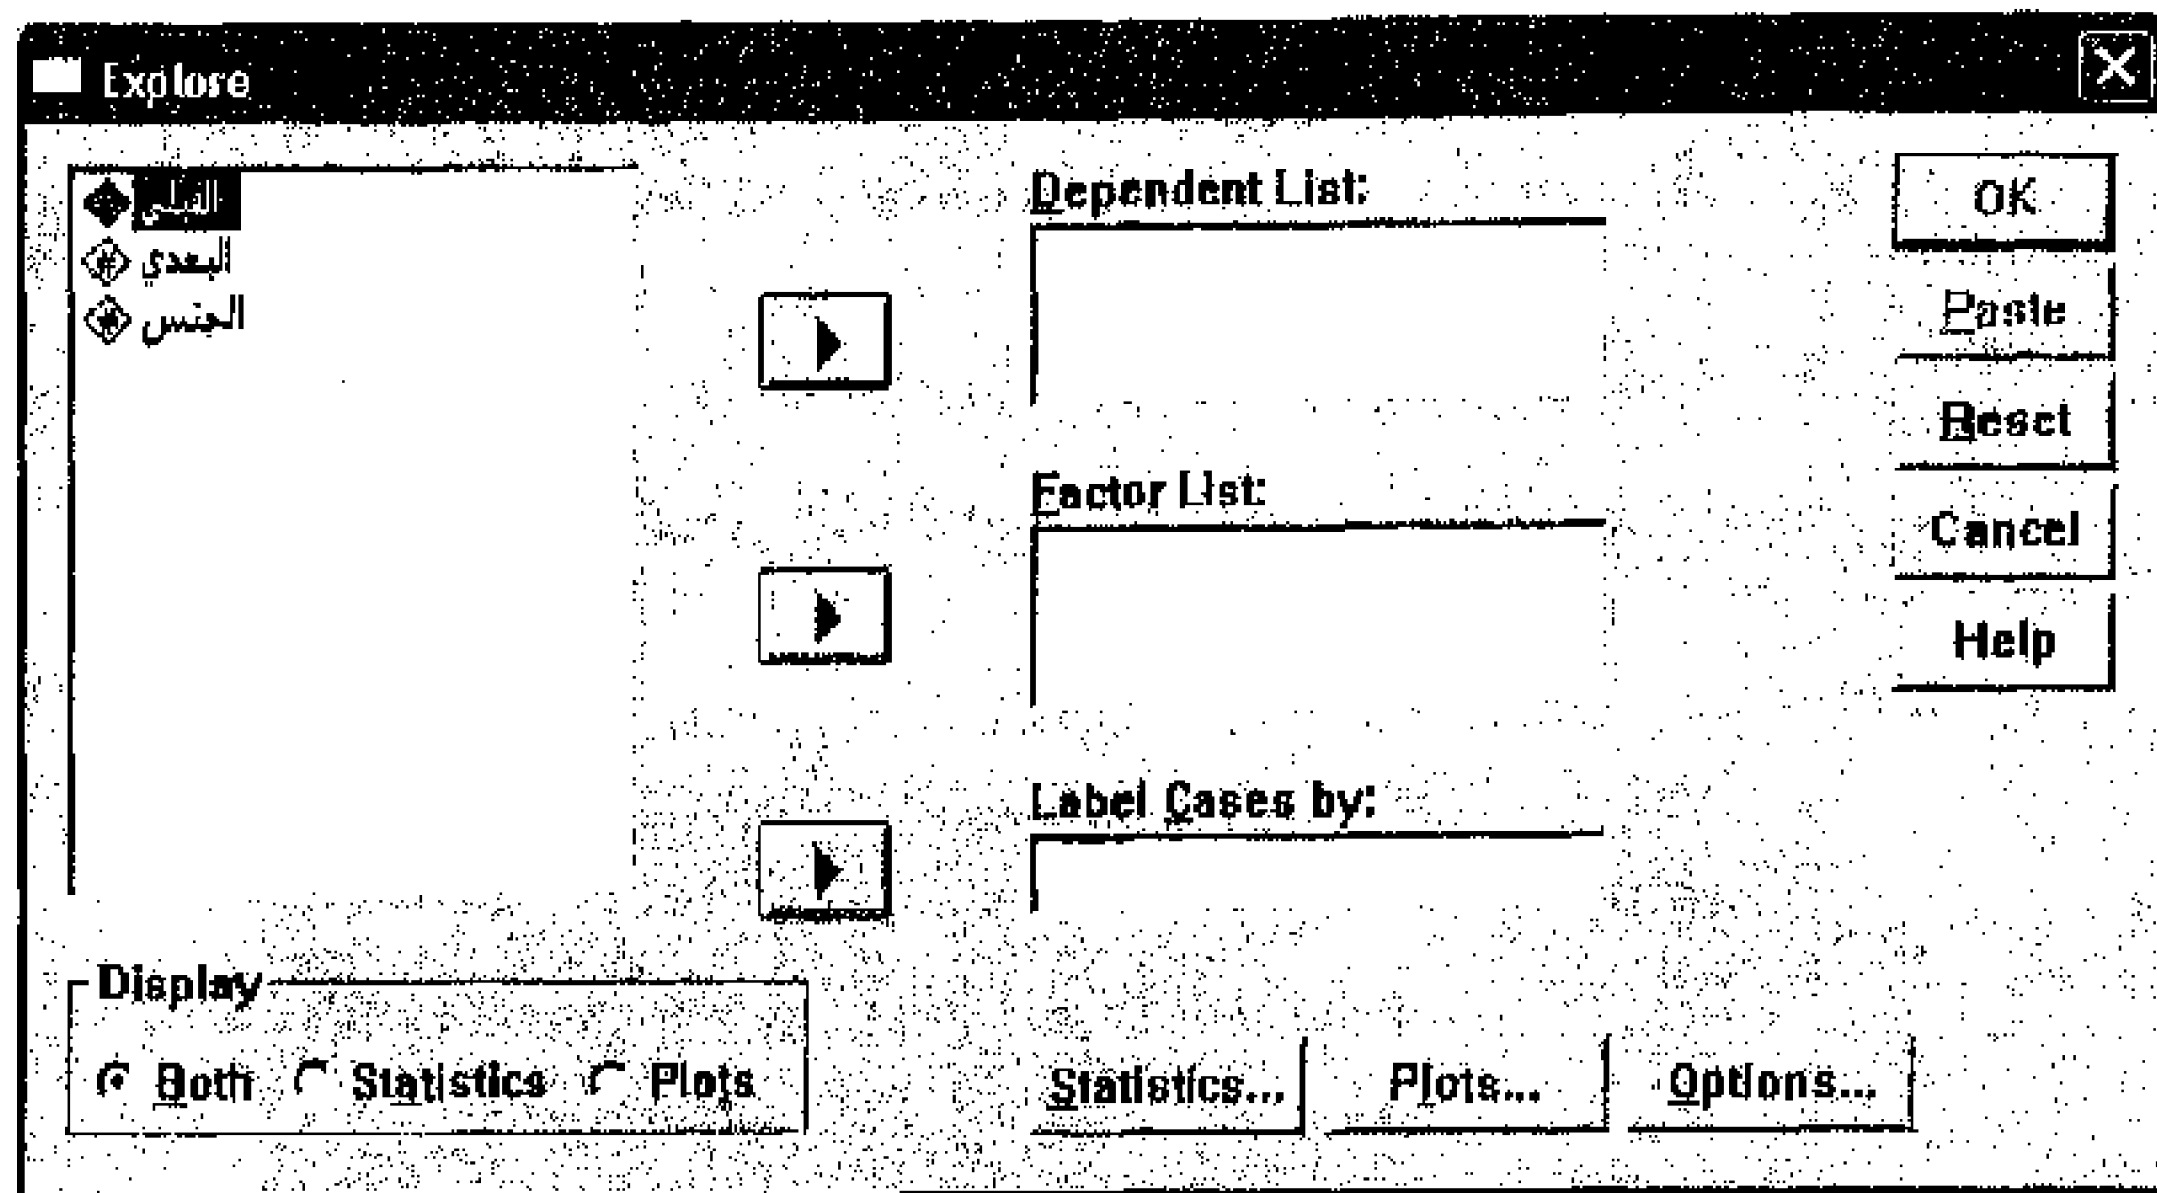 Explore
القبلي
البعدي
الجنس
Dependent List:
Factor List:
Label Cases by:
OK
Paste
Reset
Cancel
Help
Display
Both Statistics Plots
Statistics... Plots... Options...